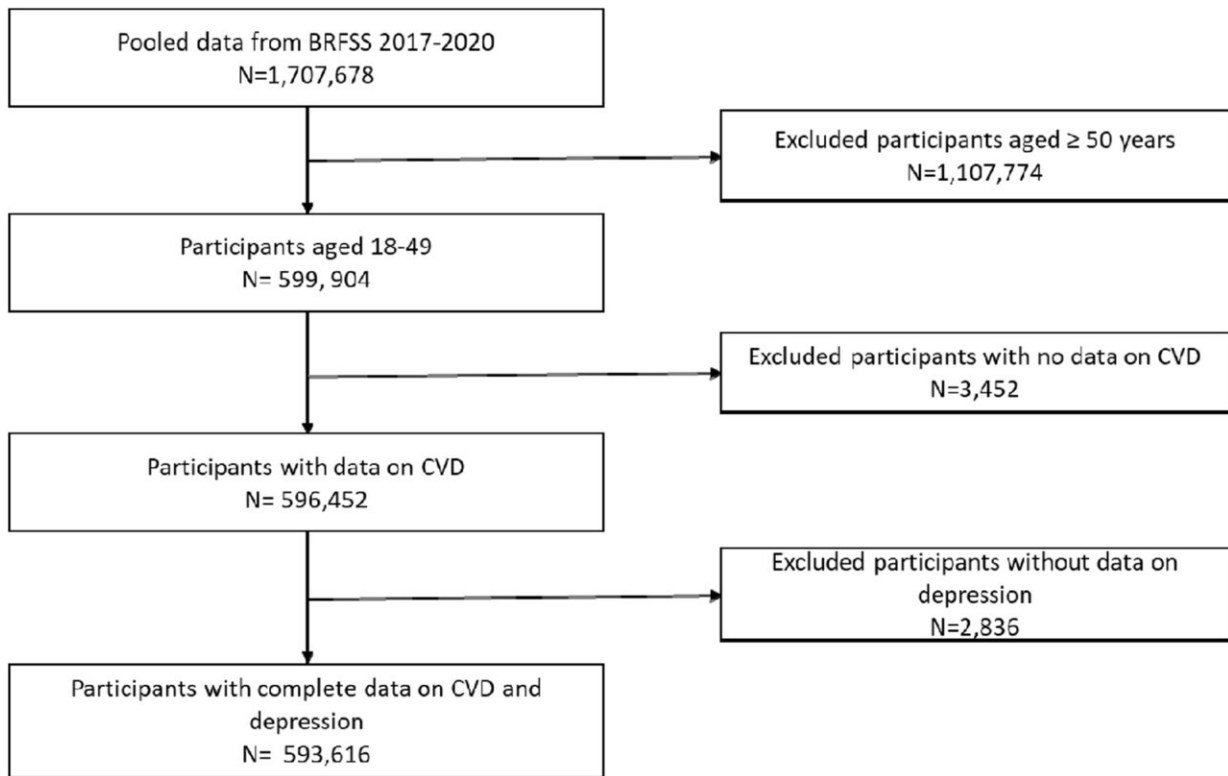 Pooled data from BRFSS 2017-2020
N=1,707,678
Excluded participants aged ≥ 50 years
N=1,107,774
Participants aged 18-49
N= 599, 904
Excluded participants with no data on CVD
N=3,452
Participants with data on CVD
N= 596,452
Excluded participants without data on
depression
N=2,836
Participants with complete data on CVD and
depression
N=  593,616